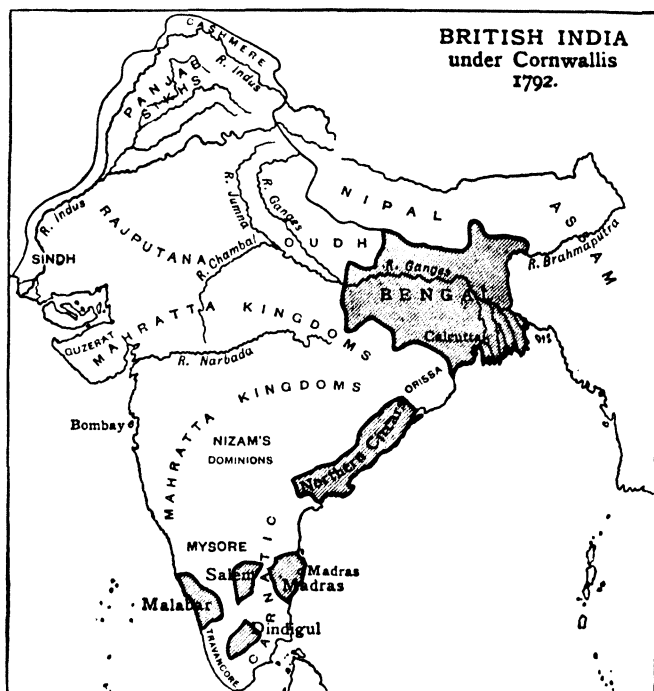 BRITISH INDIA
under Cornwallis
1792.
CASHMERE
R. Indus
PANJAB
SIKHS
R. Jumna
R. Ganges
NIPAL
ASSAM
R. Indus
RAJPUTANA
R. Chambal
OUDH
R. Brahmaputra
SINDH
R. Ganges
BENGAL
GUZERAT
MAHRATTA KINGDOMS
Calcutta
R. Narbada
ORISSA
MAHRATTA KINGDOMS
Bombay
NIZAM'S
DOMINIONS
Northern Circars
MYSORE
CARNATIC
Salem
Madras
Madras
Malabar
Dindigul
TRAVANCORE